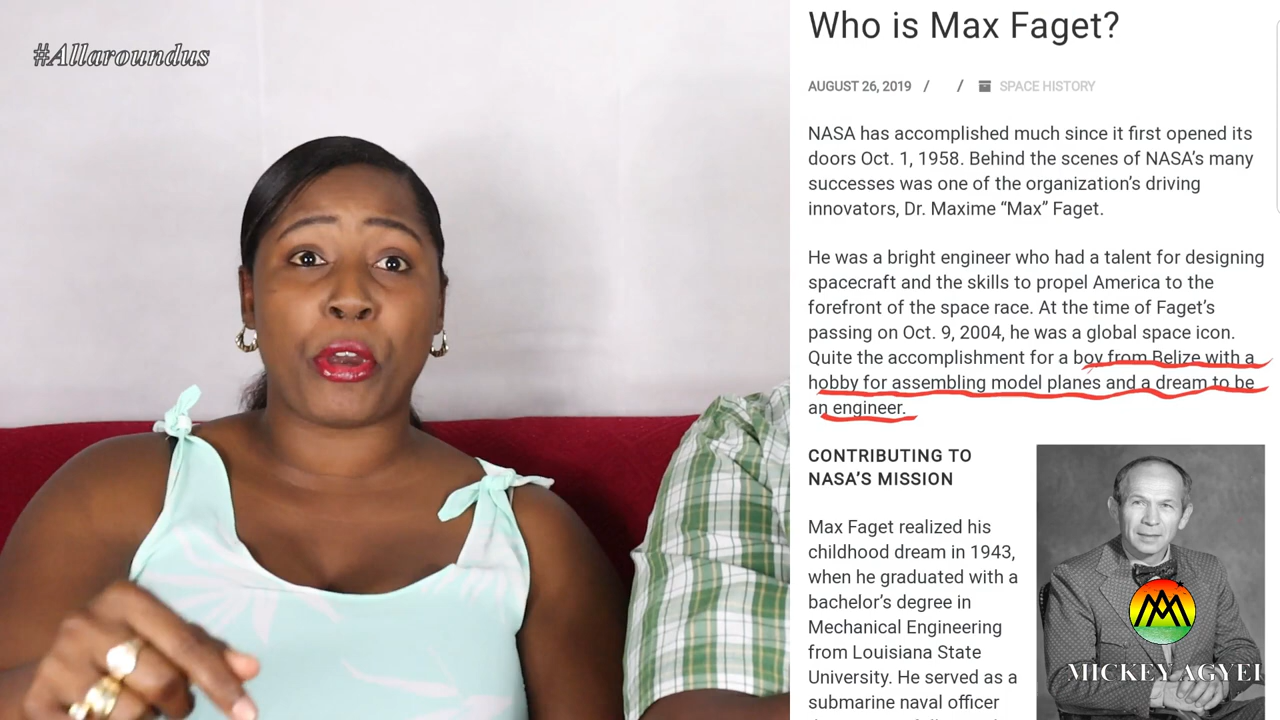 #Allaroundus
Who is Max Faget?
AUGUST 26, 2019 / / SPACE HISTORY
NASA has accomplished much since it first opened its
doors Oct. 1, 1958. Behind the scenes of NASA's many
successes was one of the organization's driving
innovators, Dr. Maxime “Max” Faget.
He was a bright engineer who had a talent for designing
spacecraft and the skills to propel America to the
forefront of the space race. At the time of Faget's
passing on Oct. 9, 2004, he was a global space icon.
Quite the accomplishment for a boy from Belize with a
hobby for assembling model planes and a dream to be
an engineer.
CONTRIBUTING TO
NASA'S MISSION
Max Faget realized his
childhood dream in 1943,
when he graduated with a
bachelor's degree in
Mechanical Engineering
from Louisiana State
University. He served as a
submarine naval officer
MICKEY AGYEI